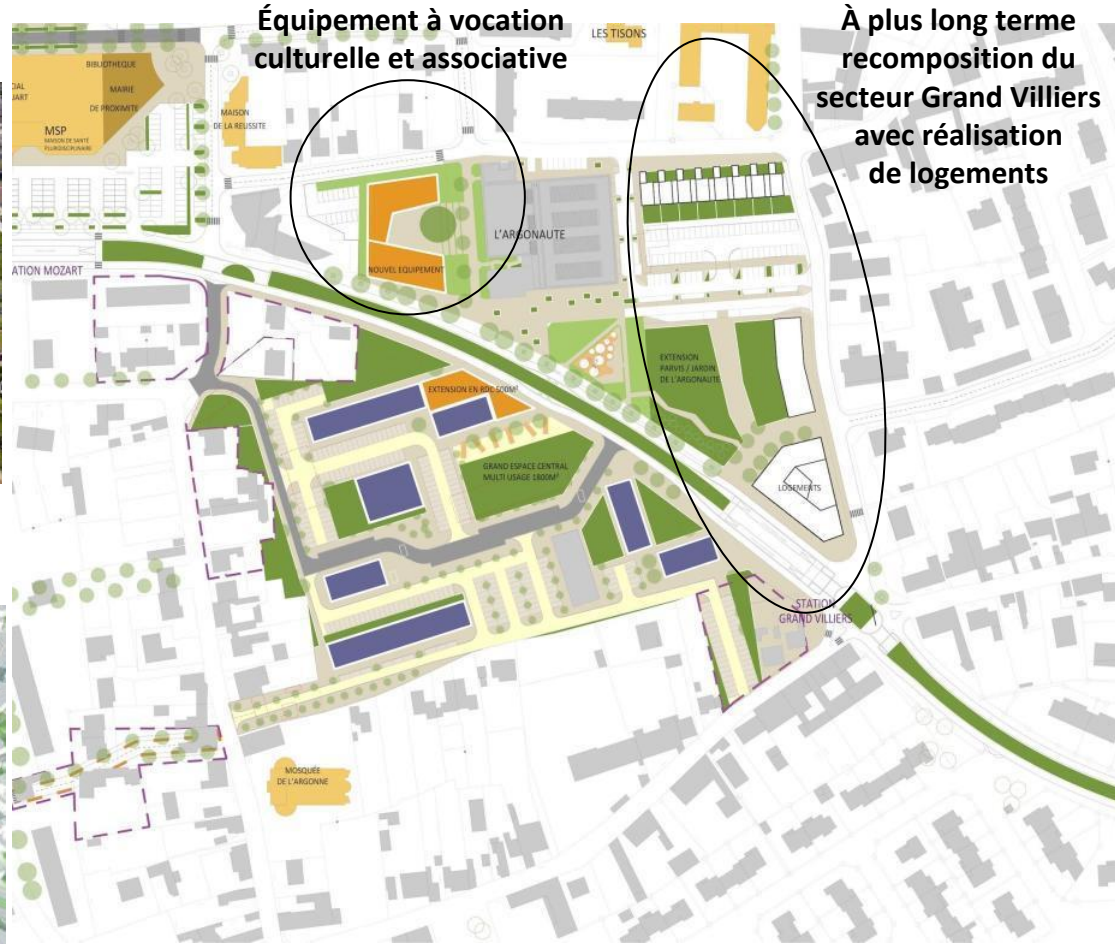 Équipement à vocation
culturelle et associative
À plus long terme
recomposition du
secteur Grand Villiers
avec réalisation
de logements
LES TISONS
BIBLIOTHEQUE
MAIRIE
DE PROXIMITE
MSP
MAISON DE SANTÉ
PLURIDISCIPLINAIRE
MAISON
DE LA REUSSITE
L'ARGONAUTE
NOUVEL EQUIPEMENT
ATION MOZART
EXTENSION
PARVIS / JARDIN
DE L'ARGONAUTE
EXTENSION EN RDC 500M²
GRAND ESPACE CENTRAL
MULTI USAGE 1800M²
LOGEMENTS
STATION
GRAND VILLIERS
MOSQUÉE
DE L'ARGONNE